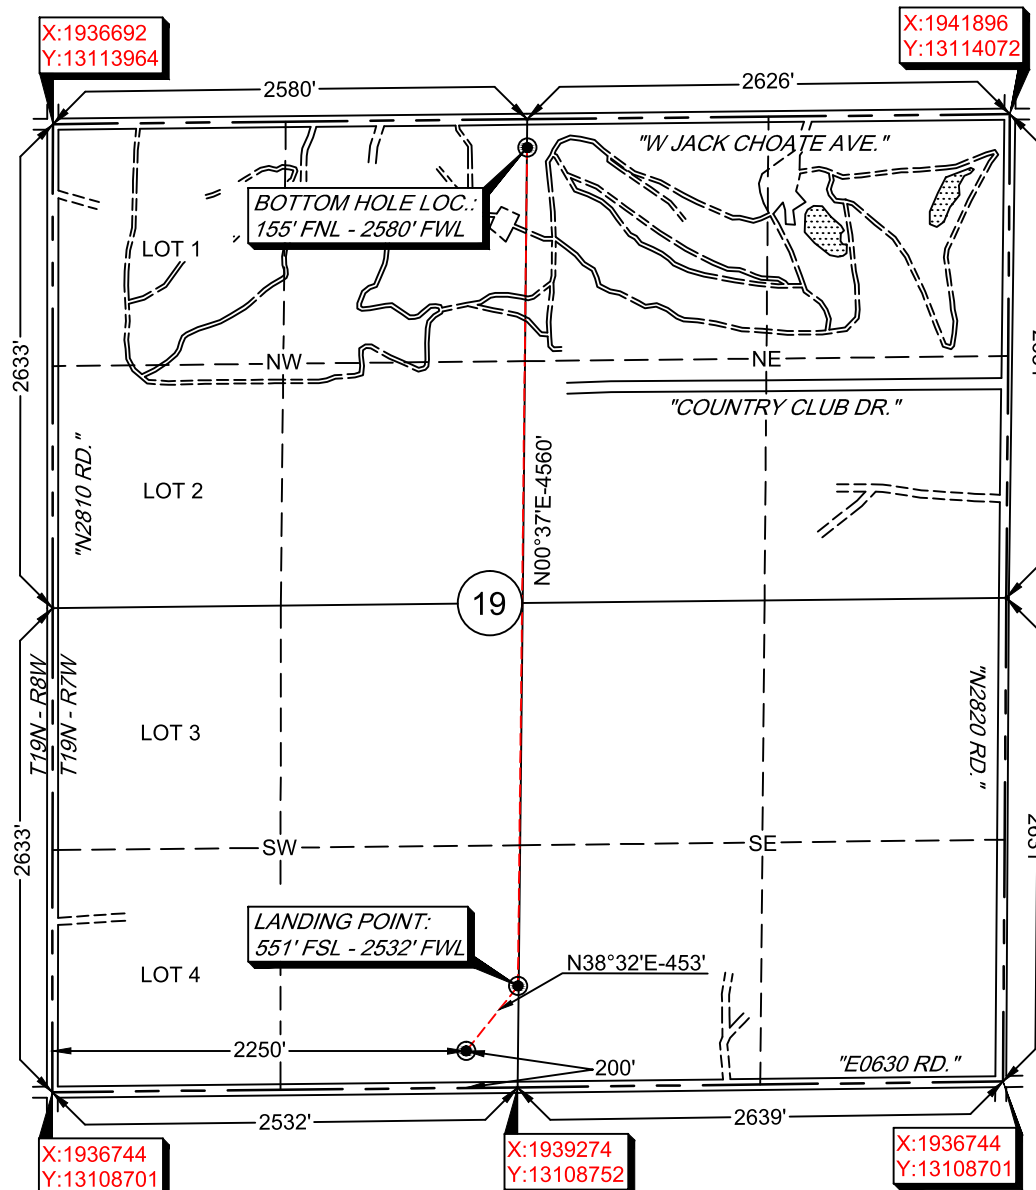 X:1936692
Y:13113964
X:1941896
Y:13114072
2580'
2626'
"W JACK CHOATE AVE."
BOTTOM HOLE LOC.:
155' FNL - 2580' FWL
LOT 1
2633'
NW
NE
"COUNTRY CLUB DR."
"N2810 RD."
LOT 2
N00°37'E-4560'
19
T19N - R8W
T19N - R7W
LOT 3
"N2820 RD."
2633'
SW
SE
LANDING POINT:
551' FSL - 2532' FWL
N38°32'E-453'
LOT 4
2250'
200'
"E0630 RD."
2532'
2639'
X:1936744
Y:13108701
X:1939274
Y:13108752
X:1936744
Y:13108701